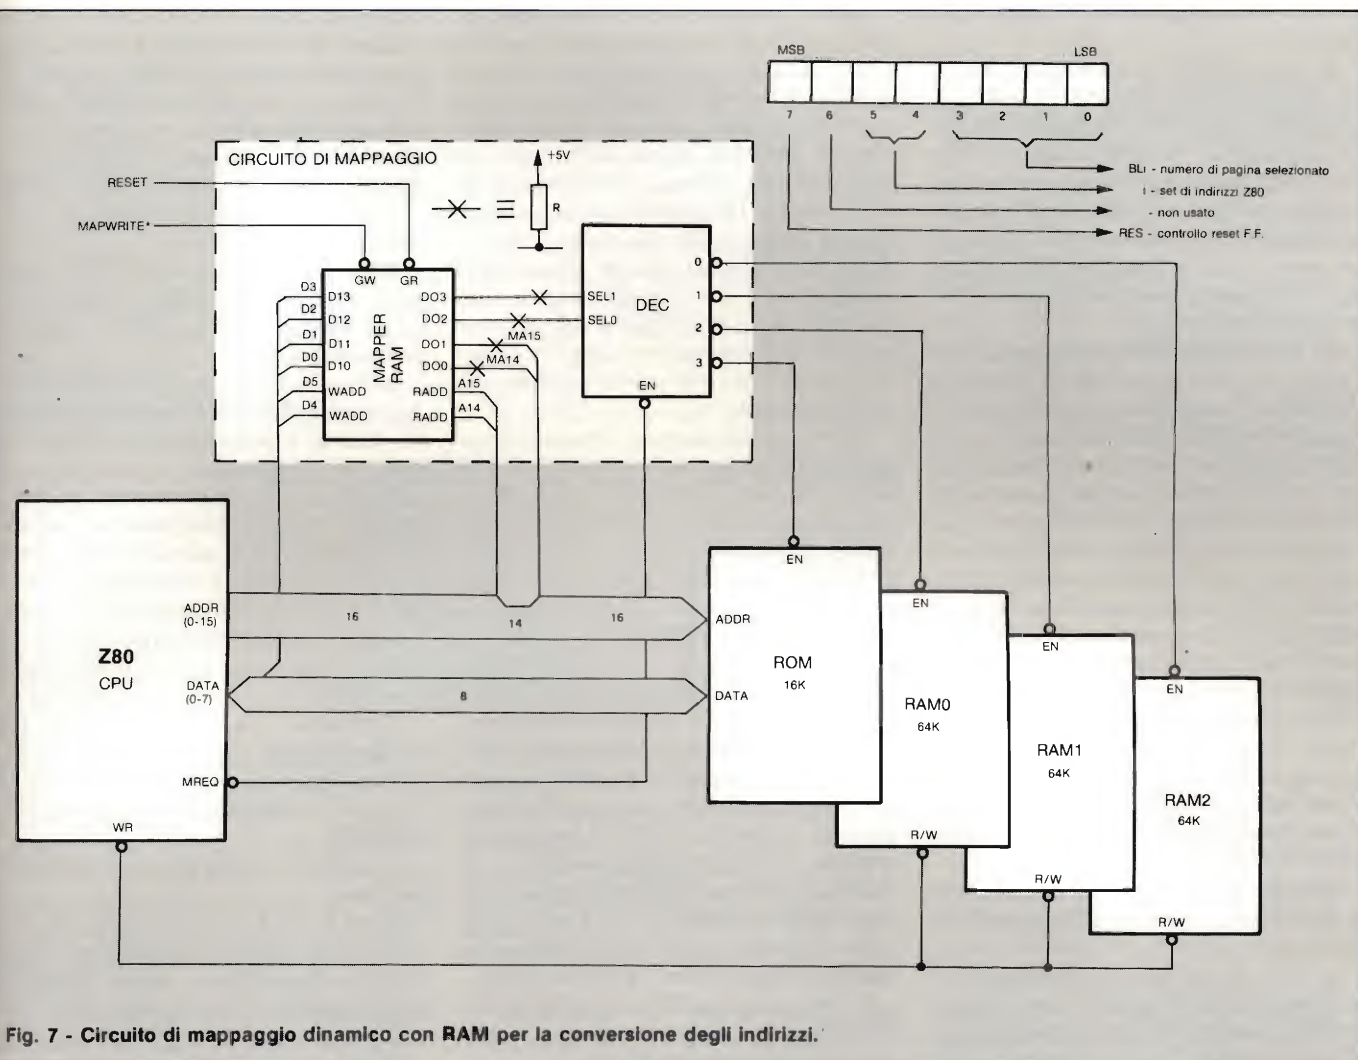 MSB LSB
7 6 5 4 3 2 1 0
BLI - numero di pagina selezionato
I - set di indirizzi Z80
- non usato
RES - controllo reset F.F.
CIRCUITO DI MAPPAGGIO
+5V
R
RESET
MAPWRITE*
GW GR
D3 D13 DO3
D2 D12 DO2
D1 D11 DO1
D0 D10 DO0
D5 WADD RADD A15
D4 WADD RADD A14
MAPPER
RAM
MA15
MA14
SEL1
SEL0
DEC
0
1
2
3
EN
ADDR
(0-15)
16 14 16
Z80
CPU
DATA
(0-7)
8
MREQ
WR
EN
ADDR
ROM
16K
DATA
EN
RAM0
64K
R/W
EN
RAM1
64K
R/W
EN
RAM2
64K
R/W
Fig. 7 - Circuito di mappaggio dinamico con RAM per la conversione degli indirizzi.